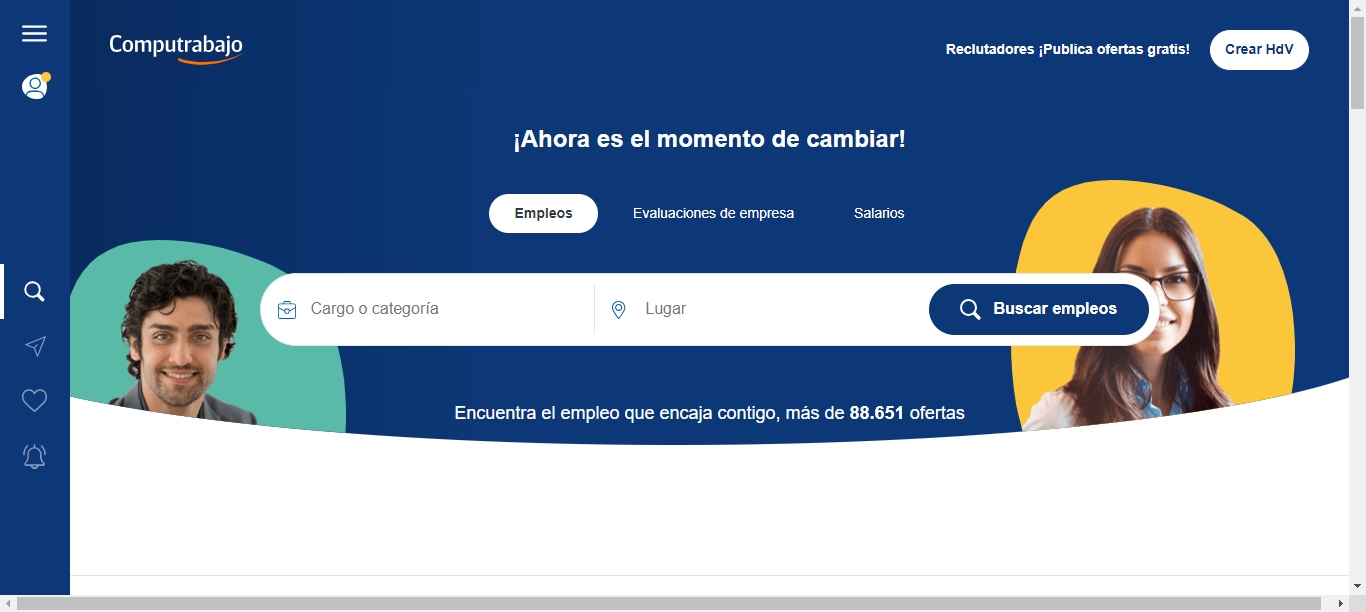 Computrabajo
Reclutadores ¡Publica ofertas gratis!
Crear HdV
¡Ahora es el momento de cambiar!
Empleos
Evaluaciones de empresa
Salarios
Cargo o categoría
Lugar
Buscar empleos
Encuentra el empleo que encaja contigo, más de 88.651 ofertas